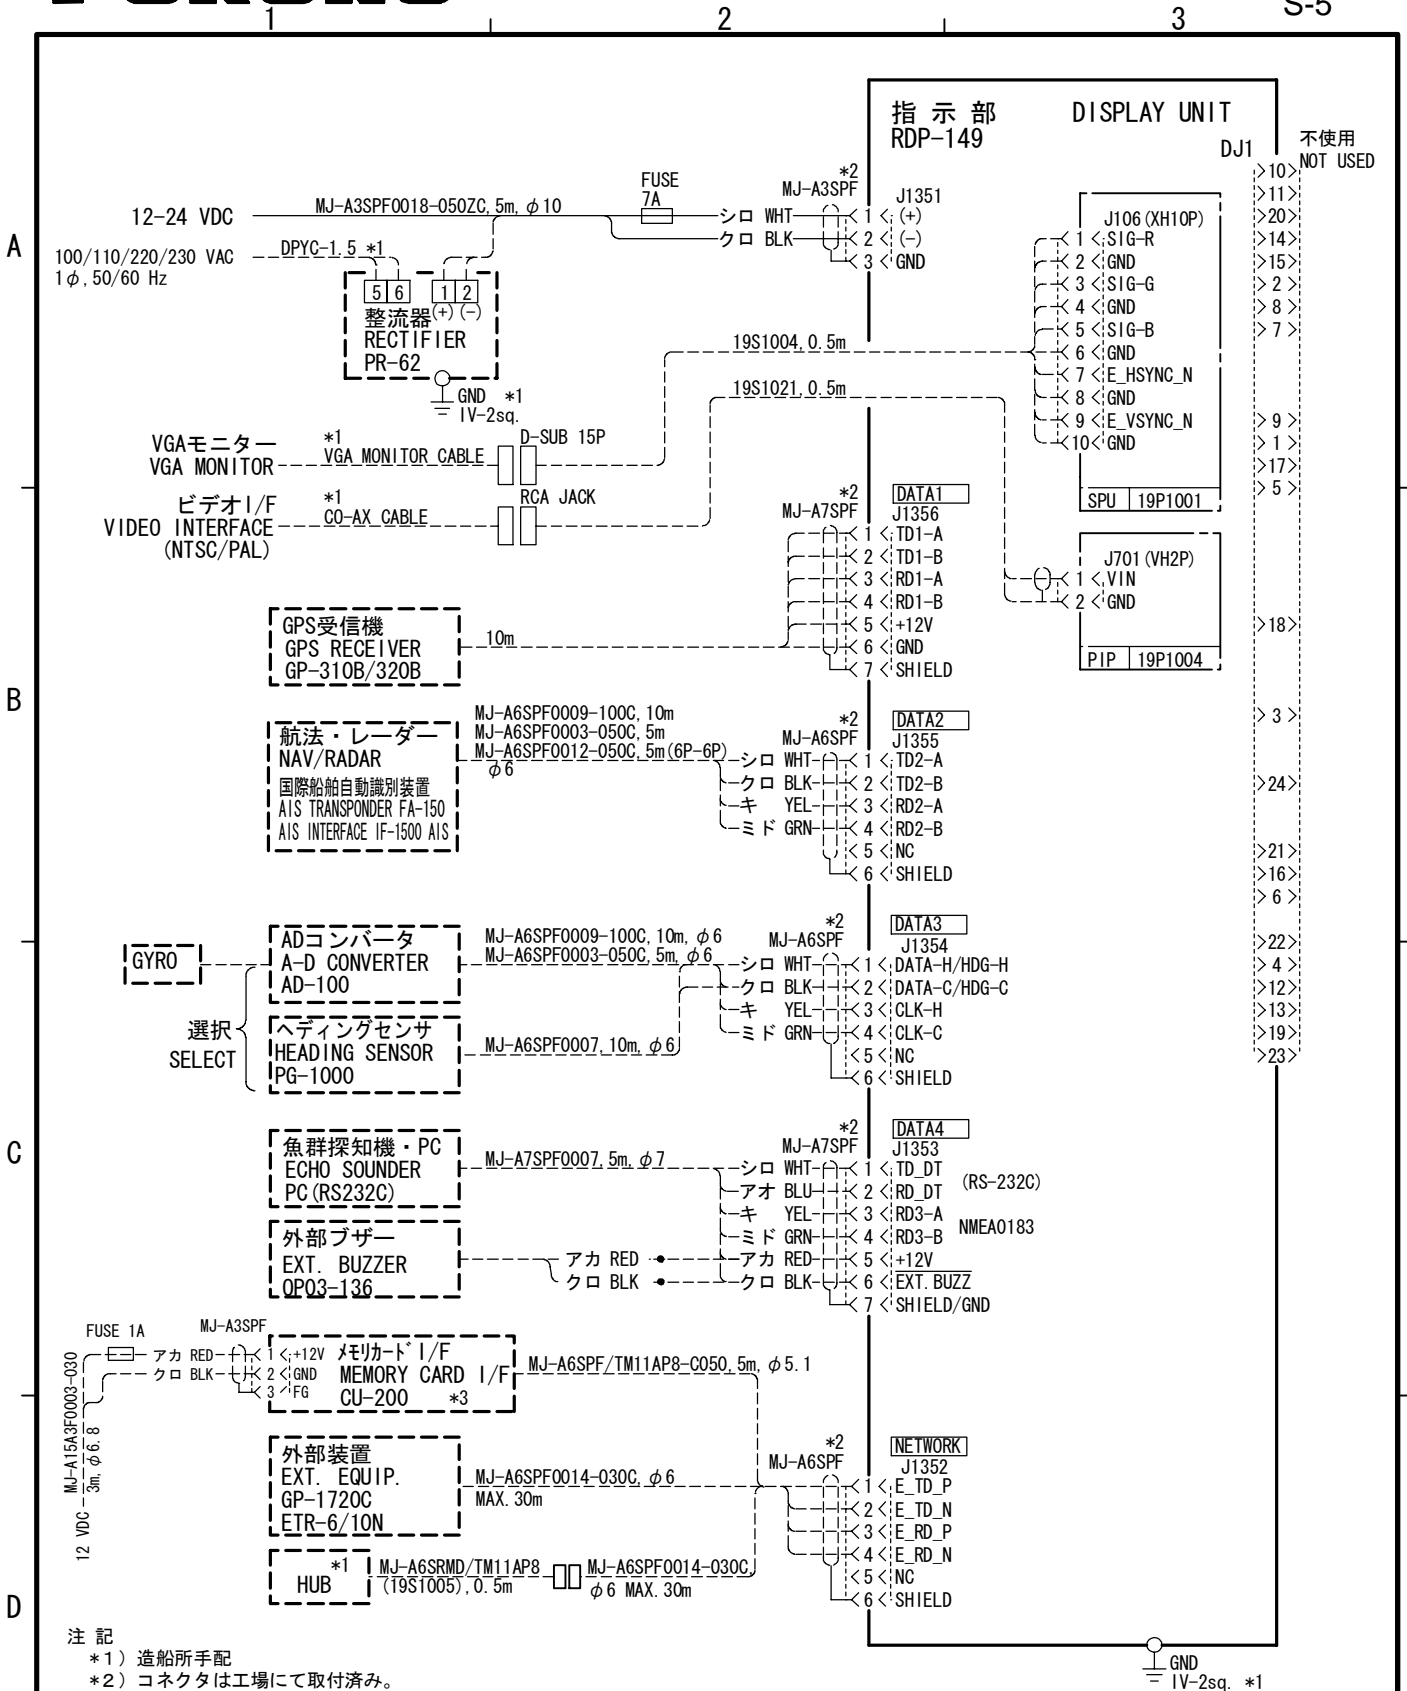 FURUNO
S-5
1
2
3
A
B
C
D
指示部 DISPLAY UNIT
RDP-149
DJ1
不使用
NOT USED
10
11
20
14
15
2
8
7
9
1
17
5
18
3
24
21
16
6
22
4
12
13
19
23
12-24 VDC
MJ-A3SPF0018-050ZC, 5m, φ10
FUSE
7A
*2
MJ-A3SPF
J1351
シロ WHT 1 (+)
クロ BLK 2 (-)
3 GND
100/110/220/230 VAC
1φ, 50/60 Hz
DPYC-1.5 *1
5 6 1 2
(+) (-)
整流器
RECTIFIER
PR-62
GND *1
IV-2sq.
J106(XH10P)
1 SIG-R
2 GND
3 SIG-G
4 GND
5 SIG-B
6 GND
7 E_HSYNC_N
8 GND
9 E_VSYNC_N
10 GND
SPU 19P1001
19S1004, 0.5m
19S1021, 0.5m
VGAモニター
VGA MONITOR
*1
VGA MONITOR CABLE
D-SUB 15P
ビデオI/F
VIDEO INTERFACE
(NTSC/PAL)
*1
CO-AX CABLE
RCA JACK
J701(VH2P)
1 VIN
2 GND
PIP 19P1004
*2
MJ-A7SPF
DATA1
J1356
1 TD1-A
2 TD1-B
3 RD1-A
4 RD1-B
5 +12V
6 GND
7 SHIELD
GPS受信機
GPS RECEIVER
GP-310B/320B
10m
航法・レーダー
NAV/RADAR
国際船舶自動識別装置
AIS TRANSPONDER FA-150
AIS INTERFACE IF-1500 AIS
MJ-A6SPF0009-100C, 10m
MJ-A6SPF0003-050C, 5m
MJ-A6SPF0012-050C, 5m(6P-6P)
φ6
*2
MJ-A6SPF
DATA2
J1355
シロ WHT 1 TD2-A
クロ BLK 2 TD2-B
キ YEL 3 RD2-A
ミド GRN 4 RD2-B
5 NC
6 SHIELD
GYRO
ADコンバータ
A-D CONVERTER
AD-100
選択
SELECT
ヘディングセンサ
HEADING SENSOR
PG-1000
MJ-A6SPF0009-100C, 10m, φ6
MJ-A6SPF0003-050C, 5m, φ6
MJ-A6SPF0007, 10m, φ6
*2
MJ-A6SPF
DATA3
J1354
シロ WHT 1 DATA-H/HDG-H
クロ BLK 2 DATA-C/HDG-C
キ YEL 3 CLK-H
ミド GRN 4 CLK-C
5 NC
6 SHIELD
魚群探知機・PC
ECHO SOUNDER
PC(RS232C)
MJ-A7SPF0007, 5m, φ7
外部ブザー
EXT. BUZZER
OP03-136
アカ RED
クロ BLK
*2
MJ-A7SPF
DATA4
J1353
シロ WHT 1 TD_DT
アオ BLU 2 RD_DT
(RS-232C)
キ YEL 3 RD3-A
ミド GRN 4 RD3-B
NMEA0183
アカ RED 5 +12V
クロ BLK 6 EXT.BUZZ
7 SHIELD/GND
FUSE 1A
MJ-A3SPF
アカ RED 1 +12V
クロ BLK 2 GND
3 FG
メモリカードI/F
MEMORY CARD I/F
CU-200 *3
MJ-A15A3F0003-030
3m, φ6.8
12 VDC
MJ-A6SPF/TM11AP8-C050, 5m, φ5.1
外部装置
EXT. EQUIP.
GP-1720C
ETR-6/10N
MJ-A6SPF0014-030C, φ6
MAX. 30m
*2
MJ-A6SPF
NETWORK
J1352
1 E_TD_P
2 E_TD_N
3 E_RD_P
4 E_RD_N
5 NC
6 SHIELD
*1
HUB
MJ-A6SRMD/TM11AP8
(19S1005), 0.5m
MJ-A6SPF0014-030C,
φ6 MAX. 30m
注記
*1) 造船所手配
*2) コネクタは工場にて取付済み。
GND
IV-2sq. *1